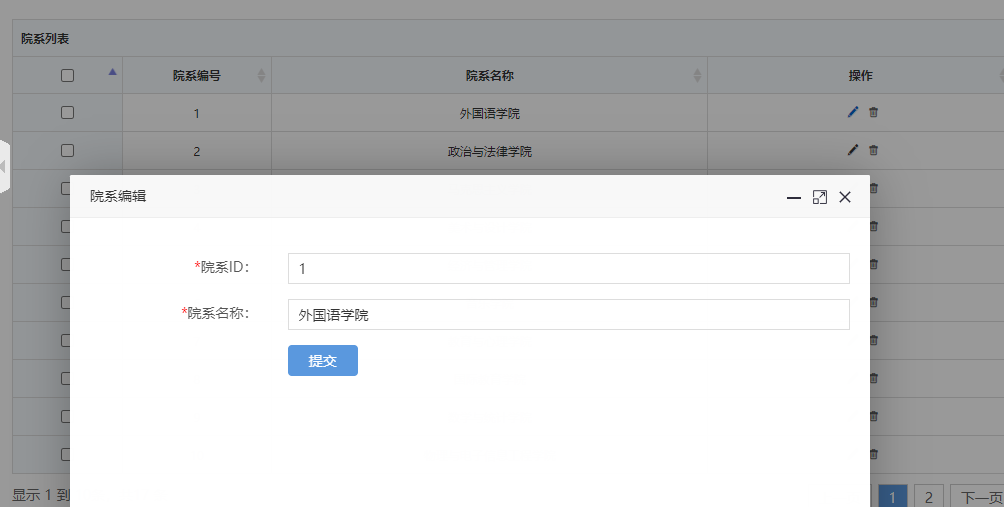 院系列表
院系编号 院系名称 操作
1 外国语学院
2 政治与法律学院
院系编辑
*院系ID：
1
*院系名称：
外国语学院
提交
显示 1 到
1 2 下一页